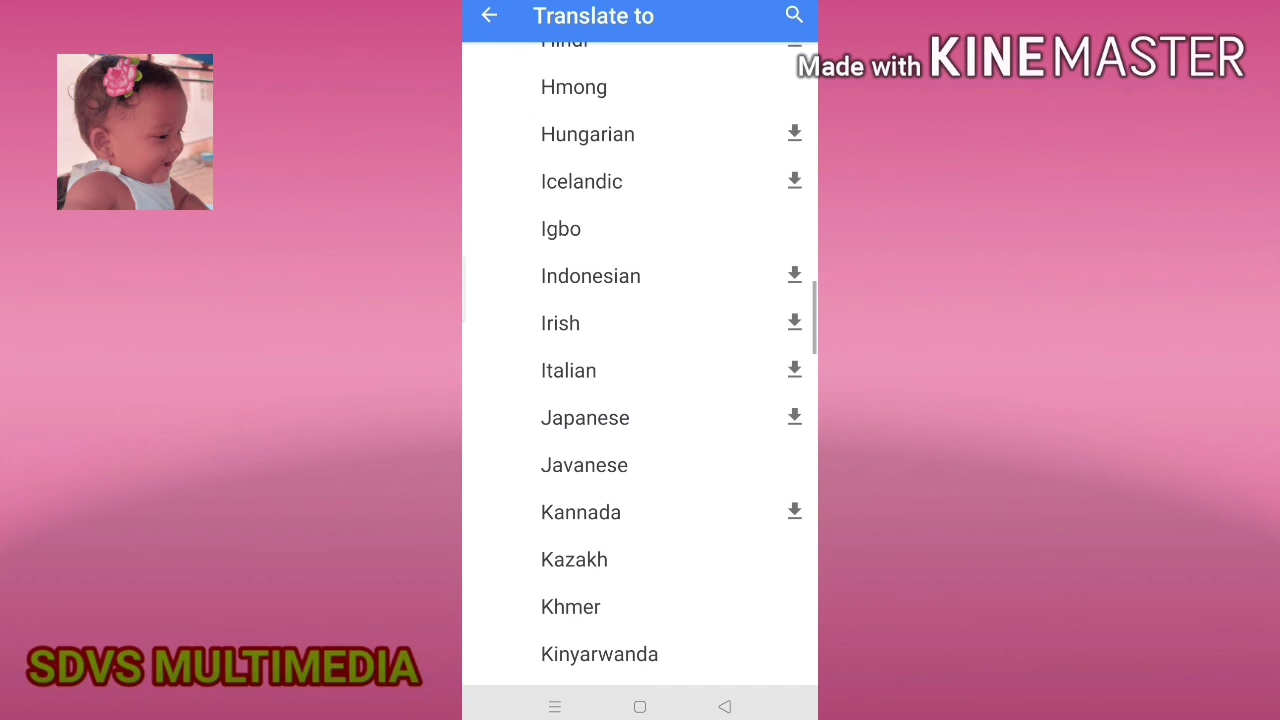 Translate to
Hindi
Made with KINEMASTER
Hmong
Hungarian
Icelandic
Igbo
Indonesian
Irish
Italian
Japanese
Javanese
Kannada
Kazakh
Khmer
Kinyarwanda
SDVS MULTIMEDIA